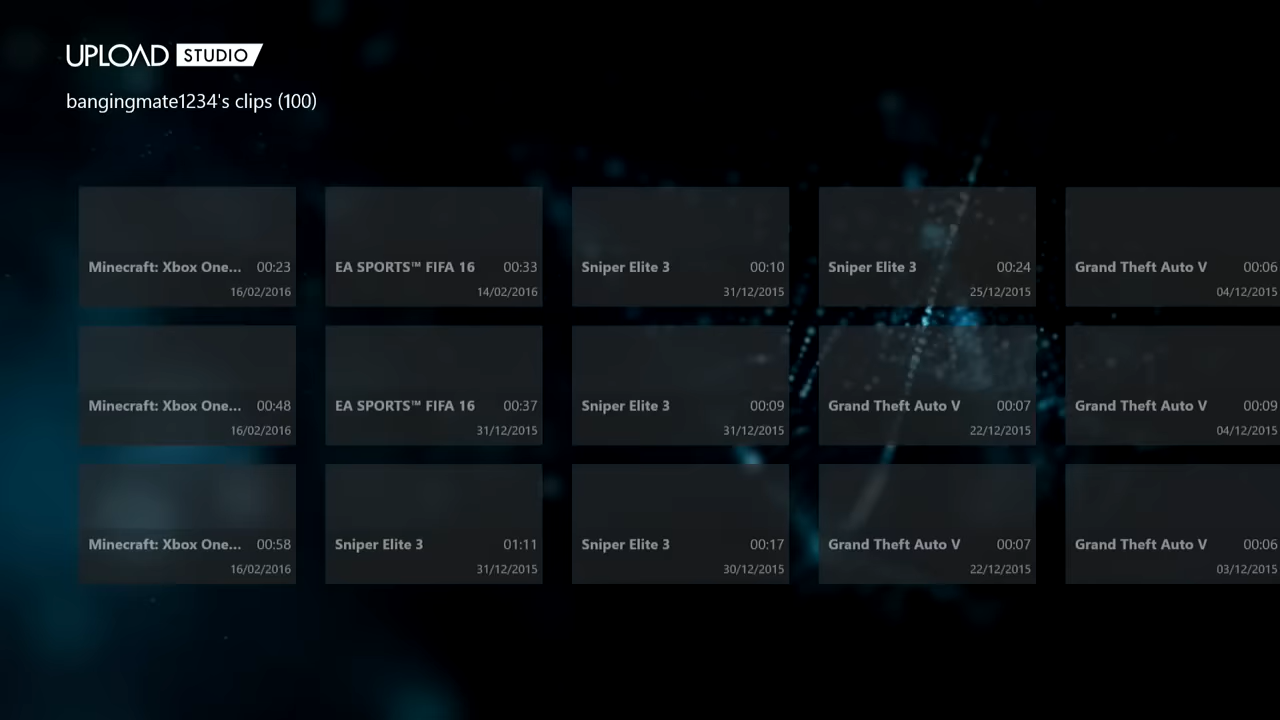 UPLOAD STUDIO
bangingmate1234's clips (100)
Minecraft: Xbox One... 00:23
16/02/2016
EA SPORTS™ FIFA 16 00:33
14/02/2016
Sniper Elite 3 00:10
31/12/2015
Sniper Elite 3 00:24
25/12/2015
Grand Theft Auto V 00:06
04/12/2015
Minecraft: Xbox One... 00:48
16/02/2016
EA SPORTS™ FIFA 16 00:37
31/12/2015
Sniper Elite 3 00:09
31/12/2015
Grand Theft Auto V 00:07
22/12/2015
Grand Theft Auto V 00:09
04/12/2015
Minecraft: Xbox One... 00:58
16/02/2016
Sniper Elite 3 01:11
31/12/2015
Sniper Elite 3 00:17
30/12/2015
Grand Theft Auto V 00:07
22/12/2015
Grand Theft Auto V 00:06
03/12/2015